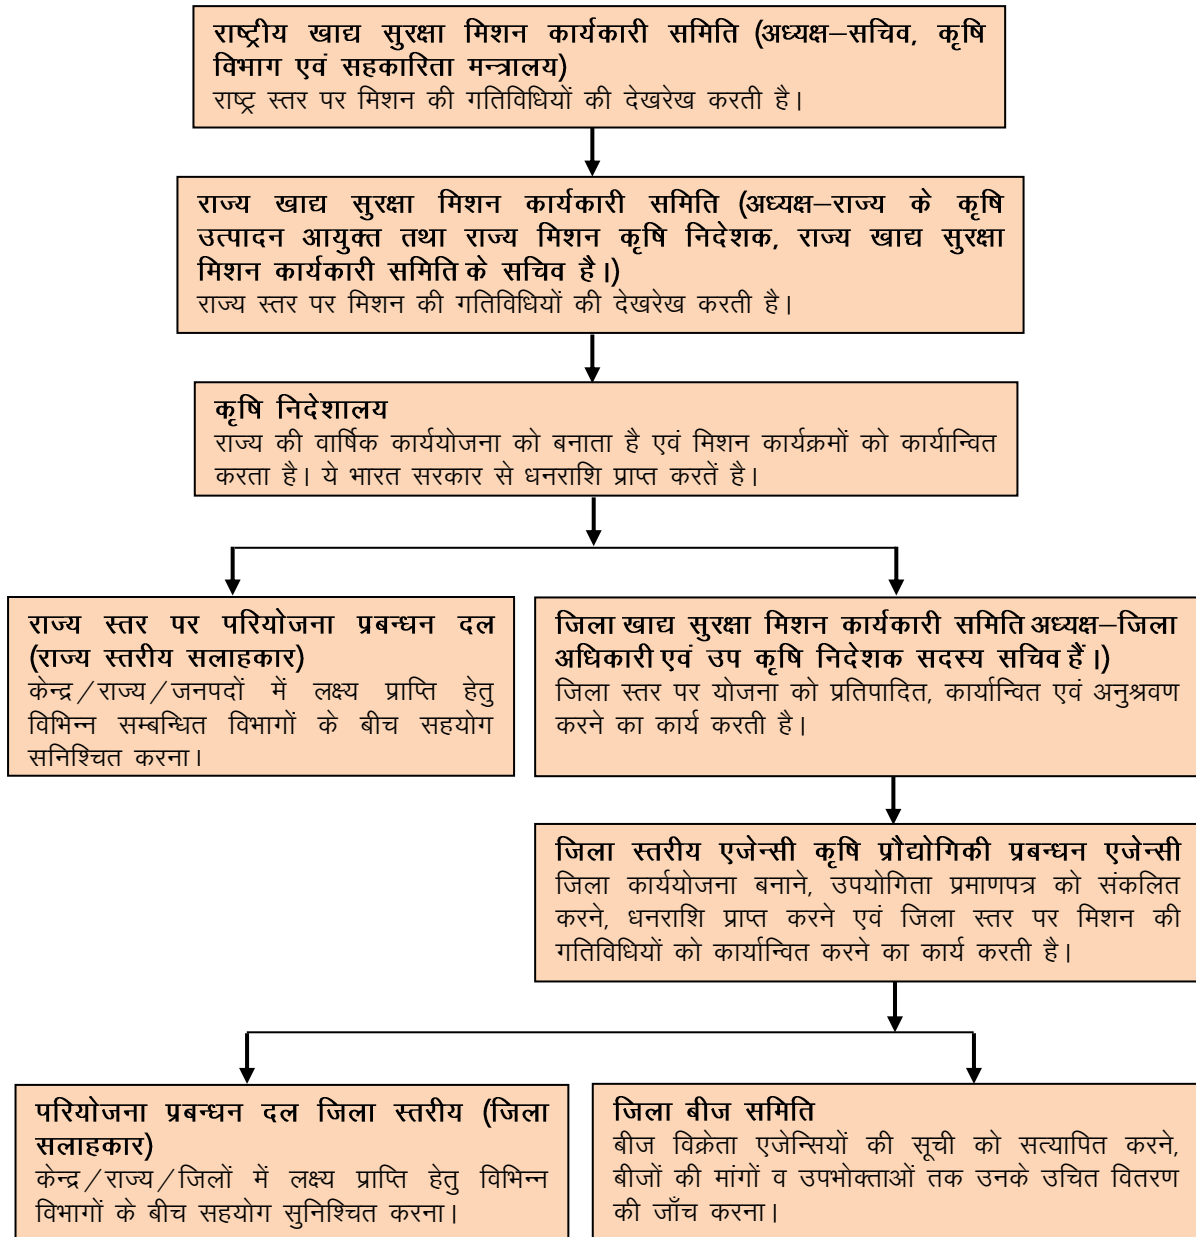 राष्ट्रीय खाद्य सुरक्षा मिशन कार्यकारी समिति (अध्यक्ष–सचिव, कृषि
विभाग एवं सहकारिता मन्त्रालय)
राष्ट्र स्तर पर मिशन की गतिविधियों की देखरेख करती है।
राज्य खाद्य सुरक्षा मिशन कार्यकारी समिति (अध्यक्ष–राज्य के कृषि
उत्पादन आयुक्त तथा राज्य मिशन कृषि निदेशक, राज्य खाद्य सुरक्षा
मिशन कार्यकारी समिति के सचिव है।)
राज्य स्तर पर मिशन की गतिविधियों की देखरेख करती है।
कृषि निदेशालय
राज्य की वार्षिक कार्ययोजना को बनाता है एवं मिशन कार्यक्रमों को कार्यान्वित
करता है। ये भारत सरकार से धनराशि प्राप्त करतें है।
राज्य स्तर पर परियोजना प्रबन्धन दल
(राज्य स्तरीय सलाहकार)
केन्द्र/राज्य/जनपदों में लक्ष्य प्राप्ति हेतु
विभिन्न सम्बन्धित विभागों के बीच सहयोग
सनिश्चित करना।
जिला खाद्य सुरक्षा मिशन कार्यकारी समिति अध्यक्ष–जिला
अधिकारी एवं उप कृषि निदेशक सदस्य सचिव हैं।)
जिला स्तर पर योजना को प्रतिपादित, कार्यान्वित एवं अनुश्रवण
करने का कार्य करती है।
जिला स्तरीय एजेन्सी कृषि प्रौद्योगिकी प्रबन्धन एजेन्सी
जिला कार्ययोजना बनाने, उपयोगिता प्रमाणपत्र को संकलित
करने, धनराशि प्राप्त करने एवं जिला स्तर पर मिशन की
गतिविधियों को कार्यान्वित करने का कार्य करती है।
परियोजना प्रबन्धन दल जिला स्तरीय (जिला
सलाहकार)
केन्द्र/राज्य/जिलों में लक्ष्य प्राप्ति हेतु विभिन्न
विभागों के बीच सहयोग सुनिश्चित करना।
जिला बीज समिति
बीज विक्रेता एजेन्सियों की सूची को सत्यापित करने,
बीजों की मांगों व उपभोक्ताओं तक उनके उचित वितरण
की जाँच करना।